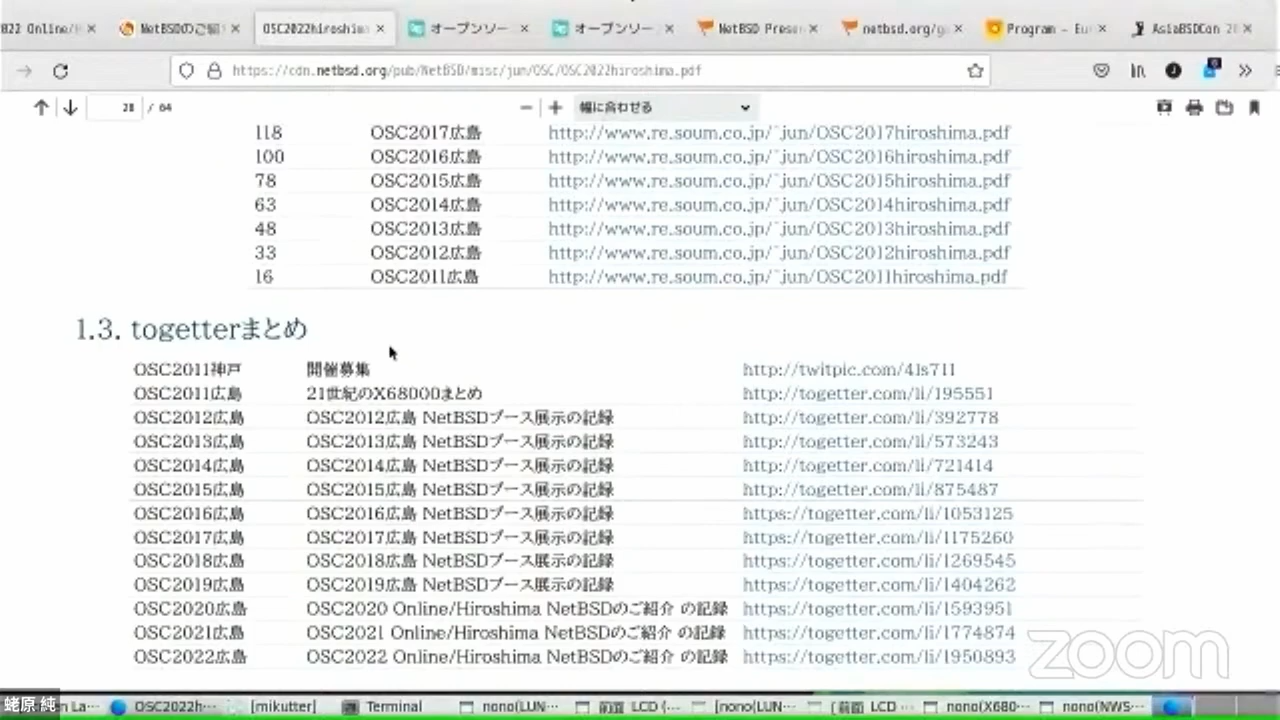 022 Online/
NetBSDのご紹
OSC2022hiroshima
オープンソー
オープンソー
NetBSD Presen
netbsd.org/g
Program – Eu
AsiaBSDCon 2
https://cdn.netbsd.org/pub/NetBSD/misc/jun/OSC/OSC2022hiroshima.pdf
28 / 64
幅に合わせる
118 OSC2017広島 http://www.re.soum.co.jp/~jun/OSC2017hiroshima.pdf
100 OSC2016広島 http://www.re.soum.co.jp/~jun/OSC2016hiroshima.pdf
78 OSC2015広島 http://www.re.soum.co.jp/~jun/OSC2015hiroshima.pdf
63 OSC2014広島 http://www.re.soum.co.jp/~jun/OSC2014hiroshima.pdf
48 OSC2013広島 http://www.re.soum.co.jp/~jun/OSC2013hiroshima.pdf
33 OSC2012広島 http://www.re.soum.co.jp/~jun/OSC2012hiroshima.pdf
16 OSC2011広島 http://www.re.soum.co.jp/~jun/OSC2011hiroshima.pdf
1.3. togetterまとめ
OSC2011神戸 開催募集 http://twitpic.com/41s711
OSC2011広島 21世紀のX68000まとめ http://togetter.com/li/195551
OSC2012広島 OSC2012広島 NetBSDブース展示の記録 http://togetter.com/li/392778
OSC2013広島 OSC2013広島 NetBSDブース展示の記録 http://togetter.com/li/573243
OSC2014広島 OSC2014広島 NetBSDブース展示の記録 http://togetter.com/li/721414
OSC2015広島 OSC2015広島 NetBSDブース展示の記録 http://togetter.com/li/875487
OSC2016広島 OSC2016広島 NetBSDブース展示の記録 https://togetter.com/li/1053125
OSC2017広島 OSC2017広島 NetBSDブース展示の記録 https://togetter.com/li/1175260
OSC2018広島 OSC2018広島 NetBSDブース展示の記録 https://togetter.com/li/1269545
OSC2019広島 OSC2019広島 NetBSDブース展示の記録 https://togetter.com/li/1404262
OSC2020広島 OSC2020 Online/Hiroshima NetBSDのご紹介 の記録 https://togetter.com/li/1593951
OSC2021広島 OSC2021 Online/Hiroshima NetBSDのご紹介 の記録 https://togetter.com/li/1774874
OSC2022広島 OSC2022 Online/Hiroshima NetBSDのご紹介 の記録 https://togetter.com/li/1950893
zoom
蛯原 純
n La…
OSC2022h…
[mikutter]
Terminal
nono(LUN…
前面 LCD (…
[nono(LUN…
[前面 LCD …
nono(X680…
nono(NWS…